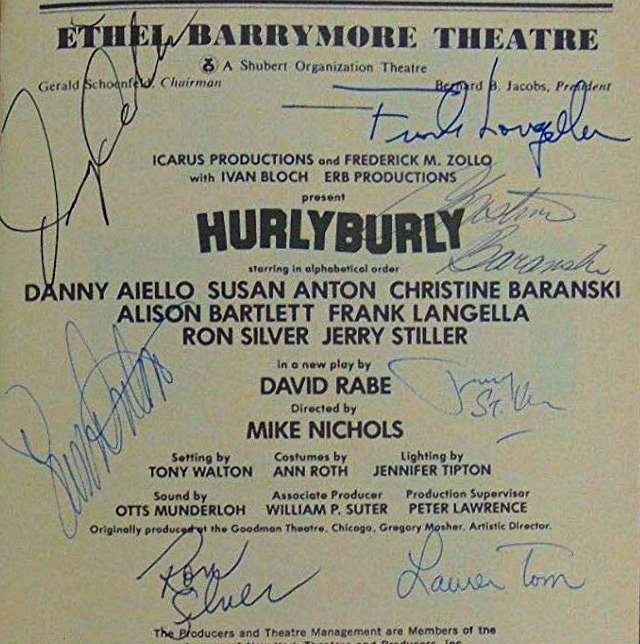 ETHEL BARRYMORE THEATRE
A Shubert Organization Theatre
Gerald Schoenfeld, Chairman Bernard B. Jacobs, President
Frank Langella
ICARUS PRODUCTIONS and FREDERICK M. ZOLLO
with IVAN BLOCH ERB PRODUCTIONS
present
HURLYBURLY
Christine
Baranski
starring in alphabetical order
DANNY AIELLO SUSAN ANTON CHRISTINE BARANSKI
ALISON BARTLETT FRANK LANGELLA
RON SILVER JERRY STILLER
in a new play by
DAVID RABE
Directed by
MIKE NICHOLS
Susan Anton
Setting by Costumes by Lighting by
TONY WALTON ANN ROTH JENNIFER TIPTON
Sound by Associate Producer Production Supervisor
OTTS MUNDERLOH WILLIAM P. SUTER PETER LAWRENCE
Originally produced at the Goodman Theatre, Chicago, Gregory Mosher, Artistic Director.
Ron
Silver
Lauren Tom
The Producers and Theatre Management are Members of the